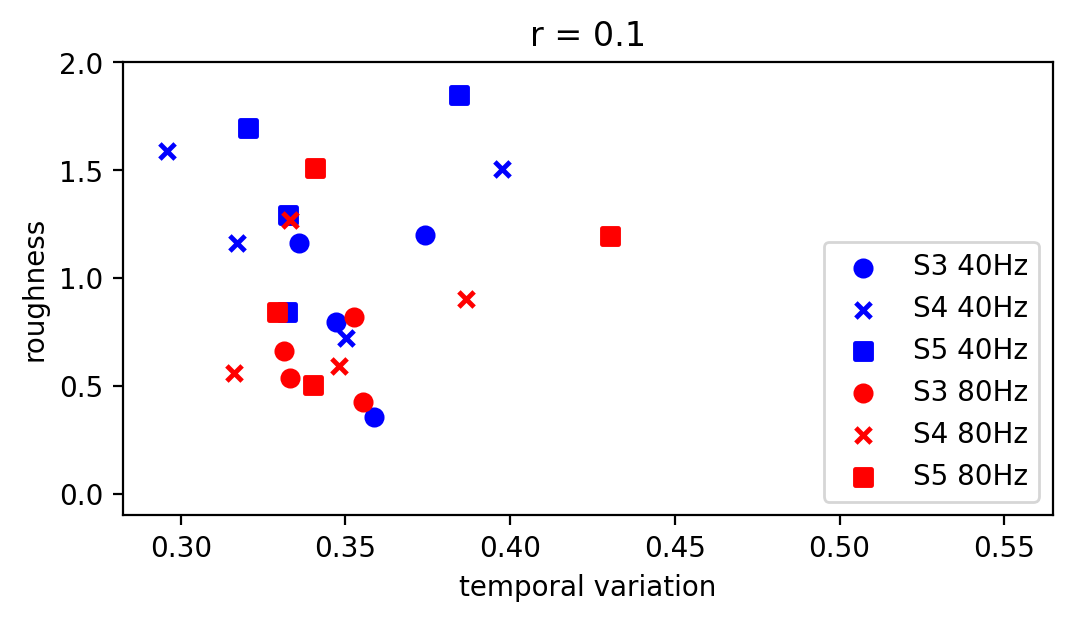 r = 0.1
2.0
1.5
1.0
0.5
0.0
roughness
0.30 0.35 0.40 0.45 0.50 0.55
temporal variation
S3 40Hz
S4 40Hz
S5 40Hz
S3 80Hz
S4 80Hz
S5 80Hz